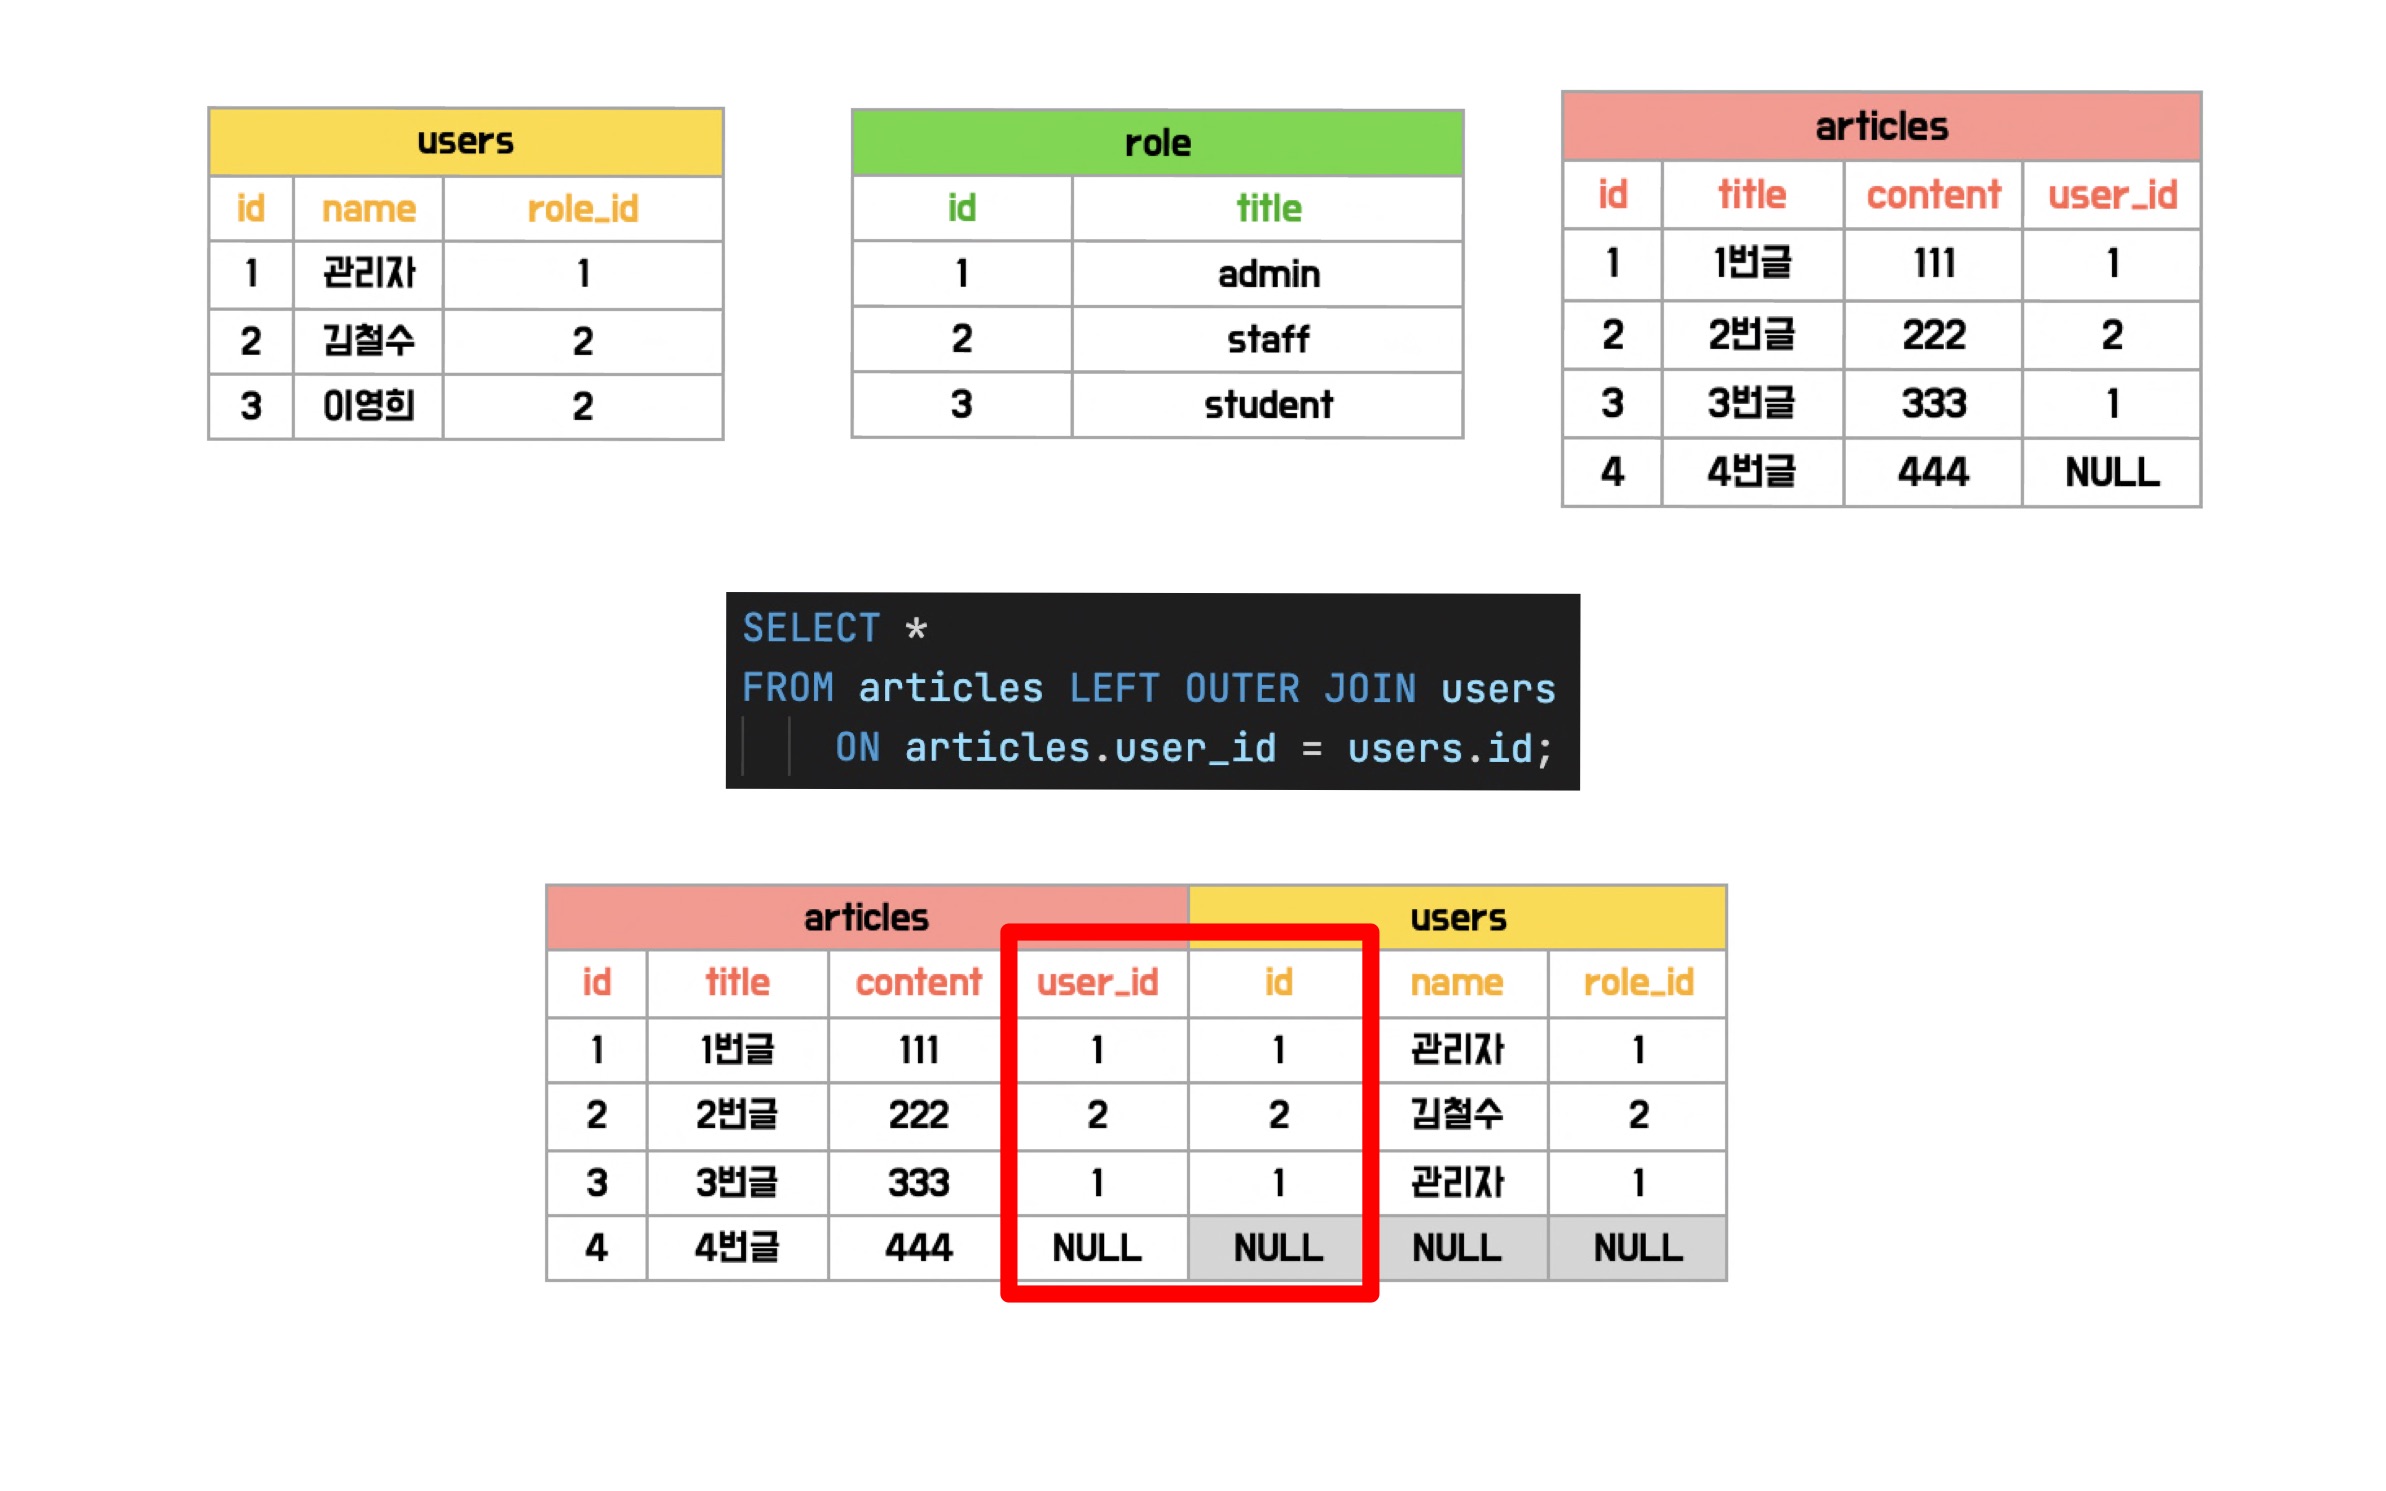 users
id name role_id
1 관리자 1
2 김철수 2
3 이영희 2
role
id title
1 admin
2 staff
3 student
articles
id title content user_id
1 1번글 111 1
2 2번글 222 2
3 3번글 333 1
4 4번글 444 NULL
SELECT *
FROM articles LEFT OUTER JOIN users
ON articles.user_id = users.id;
articles users
id title content user_id id name role_id
1 1번글 111 1 1 관리자 1
2 2번글 222 2 2 김철수 2
3 3번글 333 1 1 관리자 1
4 4번글 444 NULL NULL NULL NULL